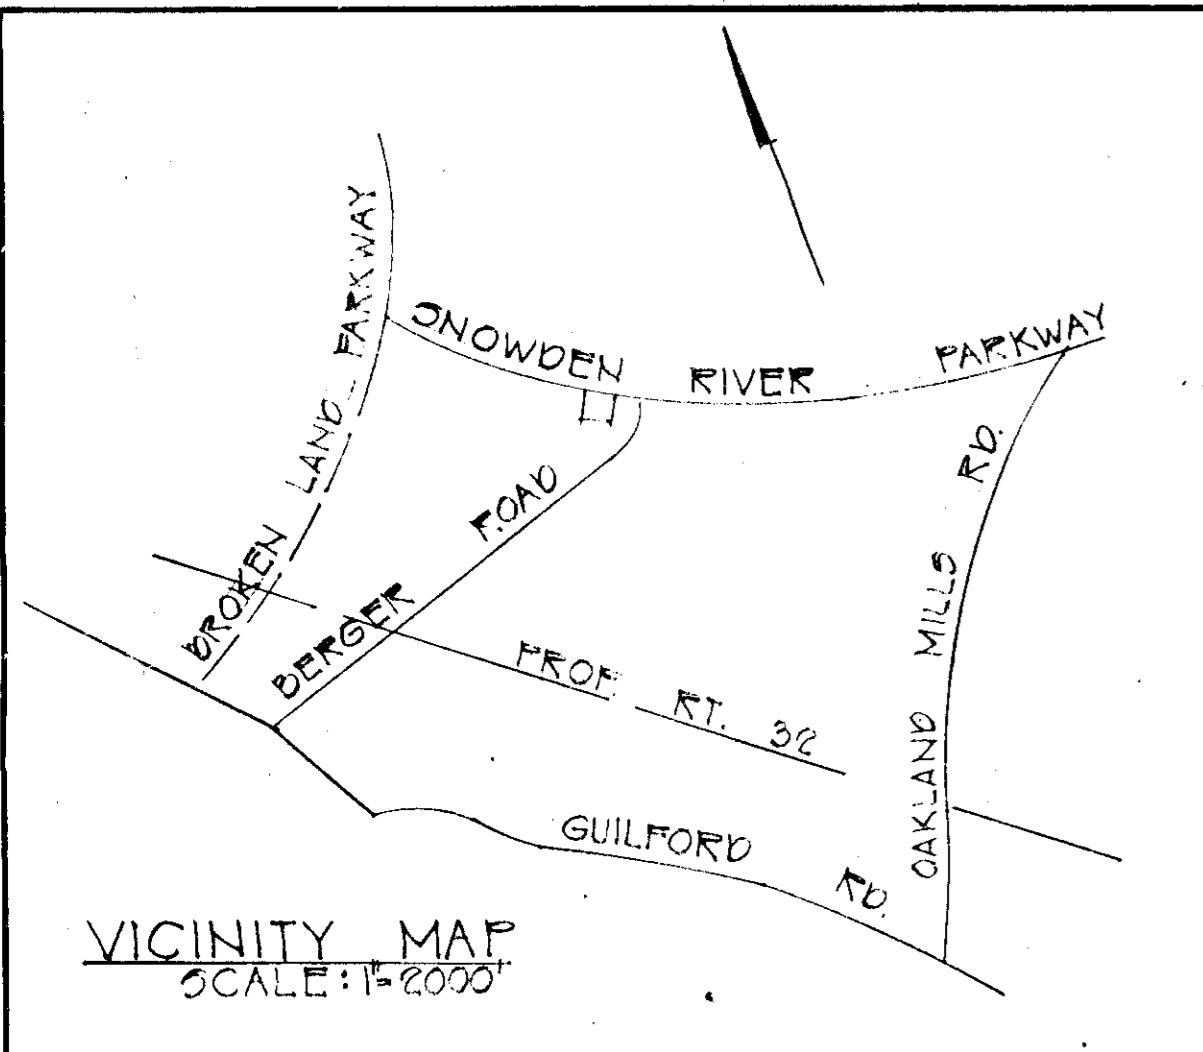 BROKEN LAND PARKWAY
SNOWDEN RIVER PARKWAY
BERGER ROAD
OAKLAND MILLS RD.
PROP. RT. 32
GUILFORD RD.
VICINITY MAP
SCALE: 1"=2000'